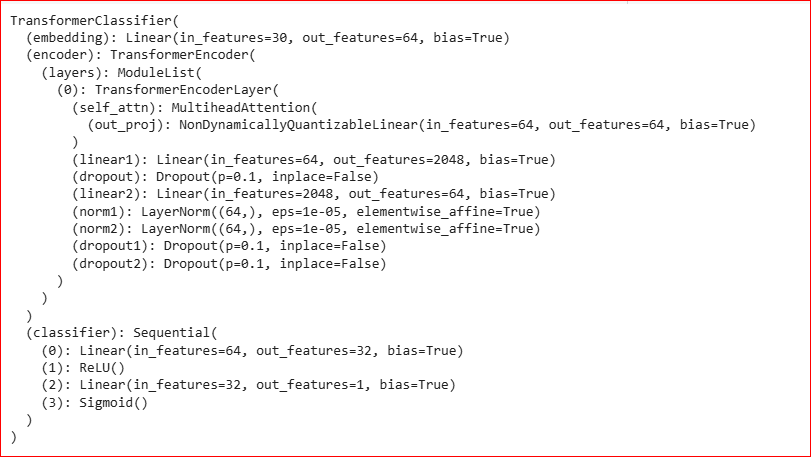 TransformerClassifier(
  (embedding): Linear(in_features=30, out_features=64, bias=True)
  (encoder): TransformerEncoder(
    (layers): ModuleList(
      (0): TransformerEncoderLayer(
        (self_attn): MultiheadAttention(
          (out_proj): NonDynamicallyQuantizableLinear(in_features=64, out_features=64, bias=True)
        )
        (linear1): Linear(in_features=64, out_features=2048, bias=True)
        (dropout): Dropout(p=0.1, inplace=False)
        (linear2): Linear(in_features=2048, out_features=64, bias=True)
        (norm1): LayerNorm((64,), eps=1e-05, elementwise_affine=True)
        (norm2): LayerNorm((64,), eps=1e-05, elementwise_affine=True)
        (dropout1): Dropout(p=0.1, inplace=False)
        (dropout2): Dropout(p=0.1, inplace=False)
      )
    )
  )
  (classifier): Sequential(
    (0): Linear(in_features=64, out_features=32, bias=True)
    (1): ReLU()
    (2): Linear(in_features=32, out_features=1, bias=True)
    (3): Sigmoid()
  )
)